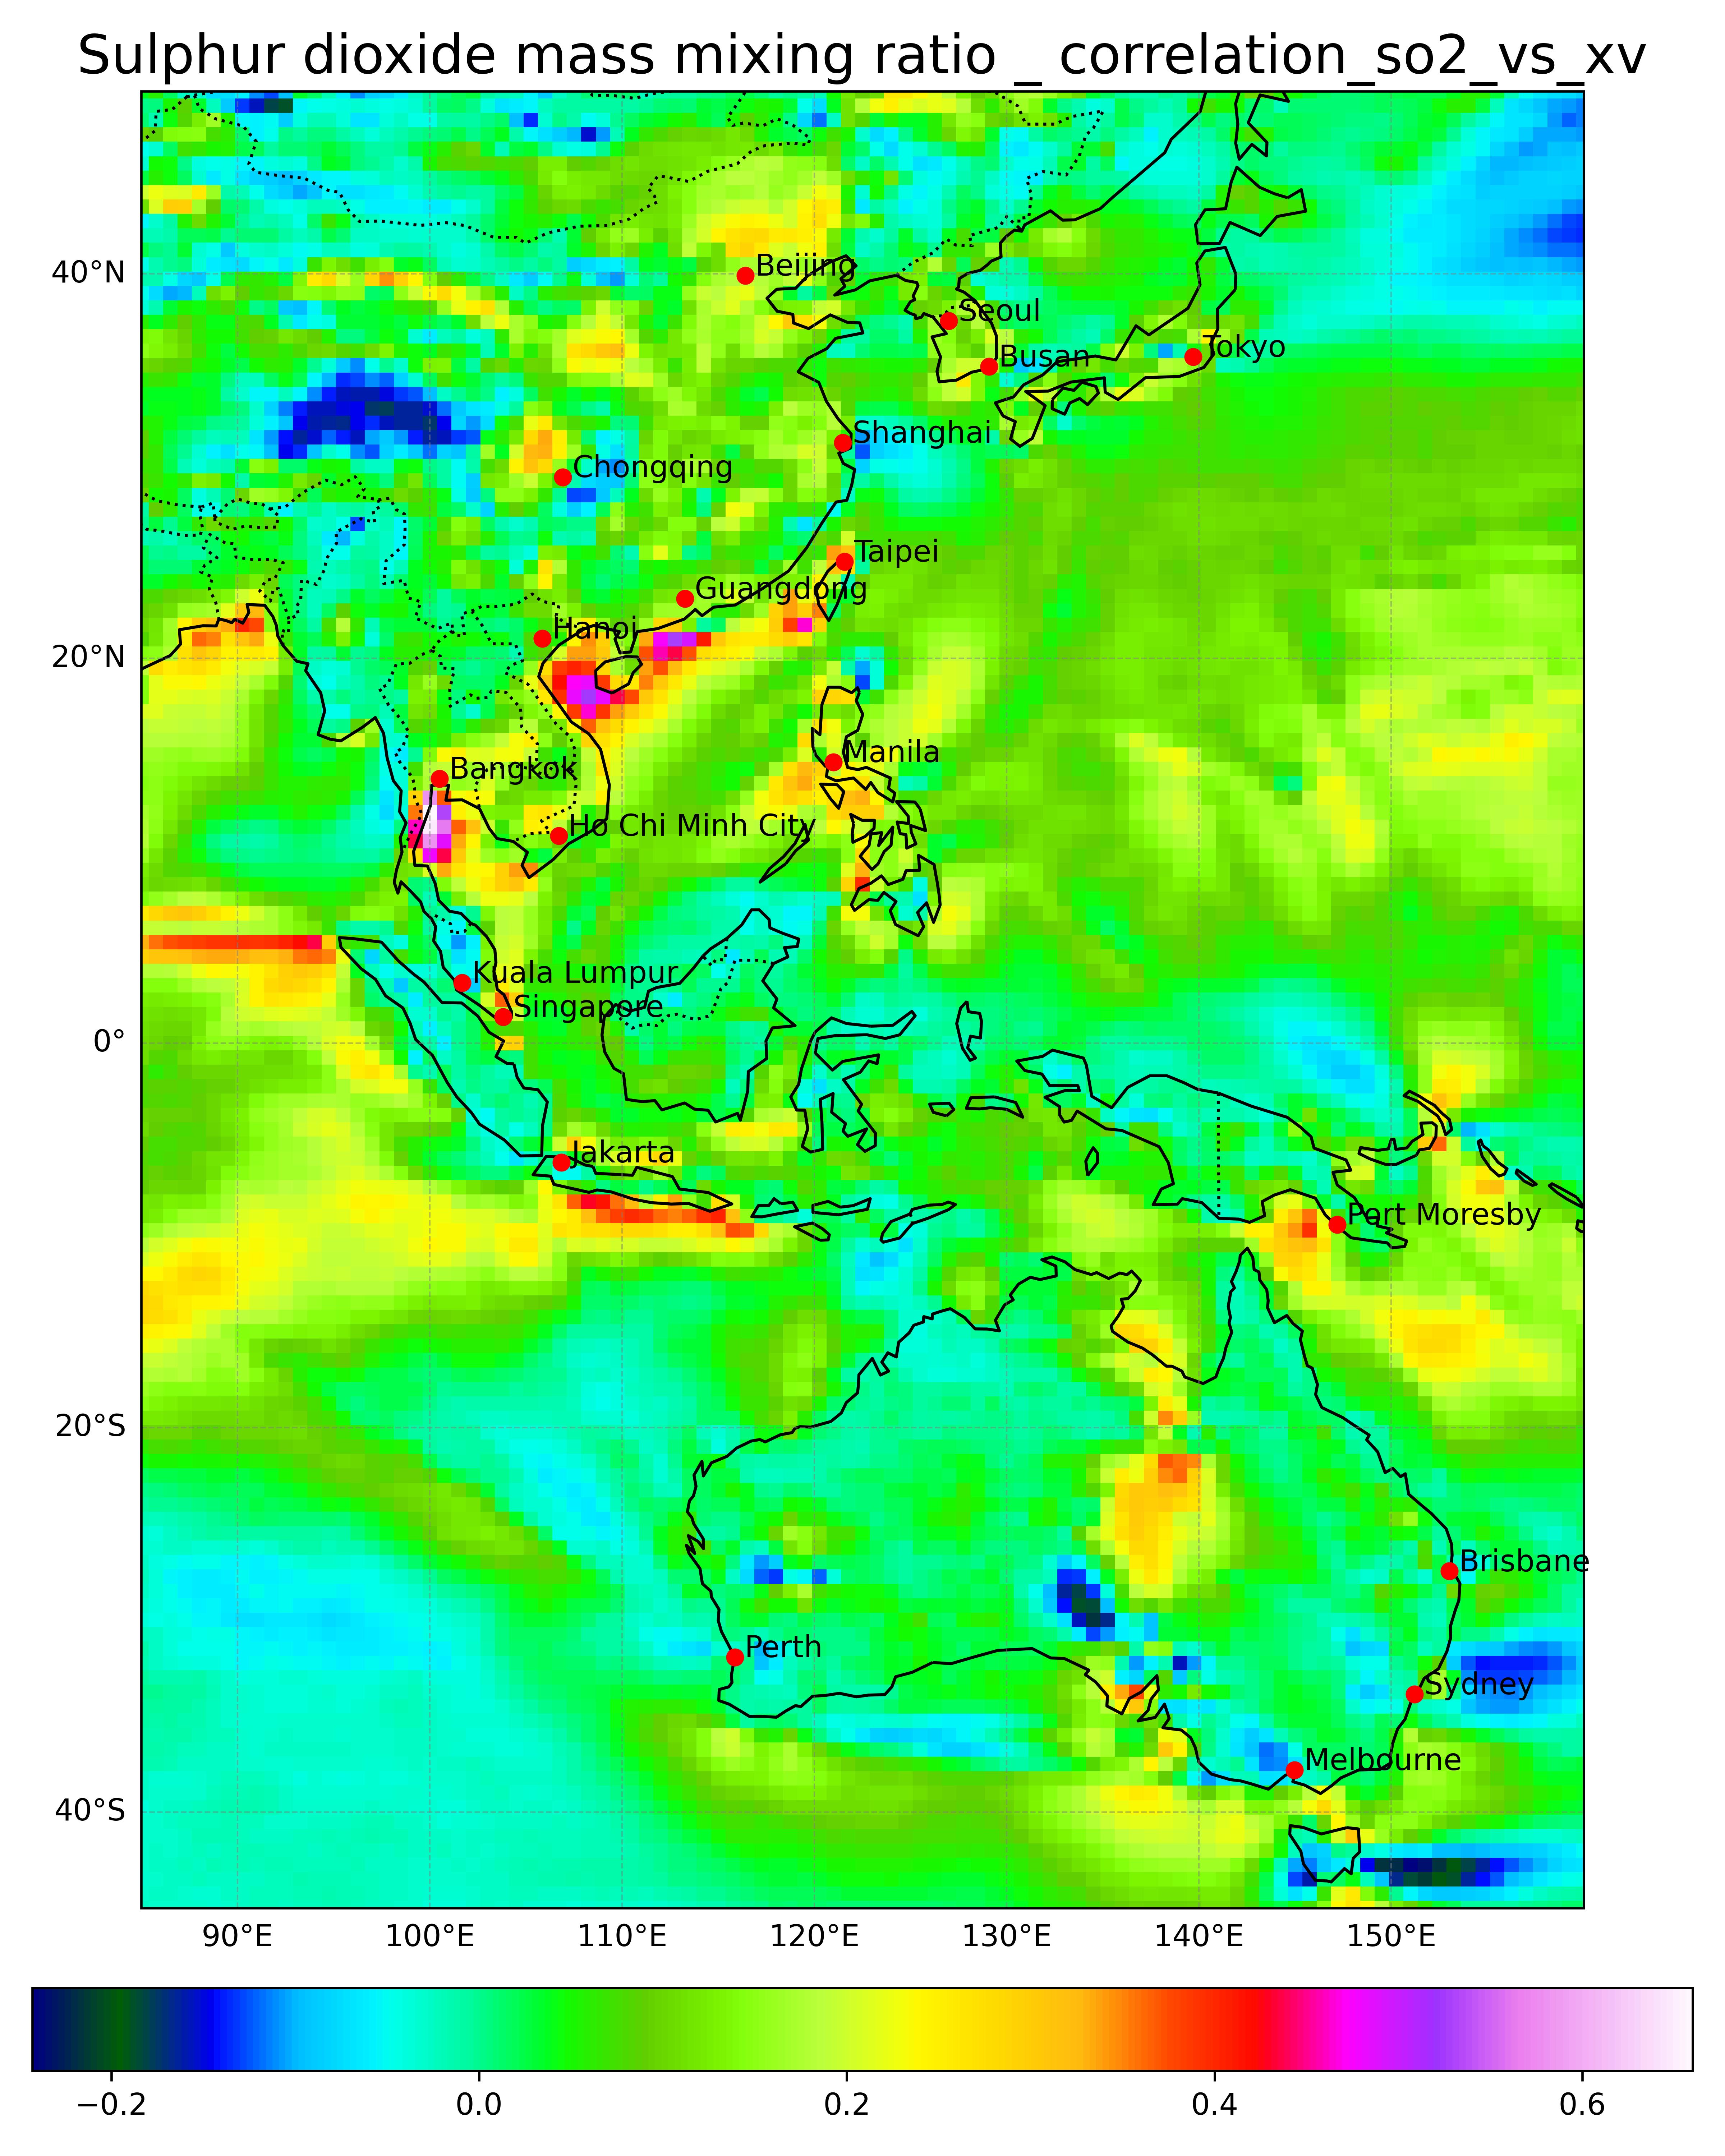 Sulphur dioxide mass mixing ratio _ correlation_so2_vs_xv
40°N
20°N
0°
20°S
40°S
Beijing
Seoul
Tokyo
Busan
Shanghai
Chongqing
Taipei
Guangdong
Hanoi
Manila
Bangkok
Ho Chi Minh City
Kuala Lumpur
Singapore
Jakarta
Port Moresby
Brisbane
Perth
Sydney
Melbourne
90°E 100°E 110°E 120°E 130°E 140°E 150°E
−0.2 0.0 0.2 0.4 0.6